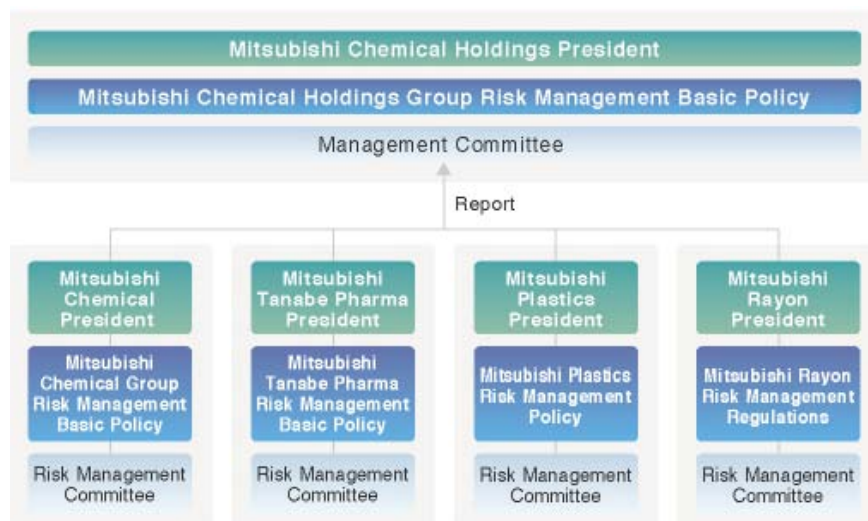 Mitsubishi Chemical Holdings President
Mitsubishi Chemical Holdings Group Risk Management Basic Policy
Management Committee
Report
Mitsubishi
Chemical
President
Mitsubishi
Chemical Group
Risk Management
Basic Policy
Risk Management
Committee
Mitsubishi
Tanabe Pharma
President
Mitsubishi
Tanabe Pharma
Risk Management
Basic Policy
Risk Management
Committee
Mitsubishi
Plastics
President
Mitsubishi Plastics
Risk Management
Policy
Risk Management
Committee
Mitsubishi
Rayon
President
Mitsubishi Rayon
Risk Management
Regulations
Risk Management
Committee